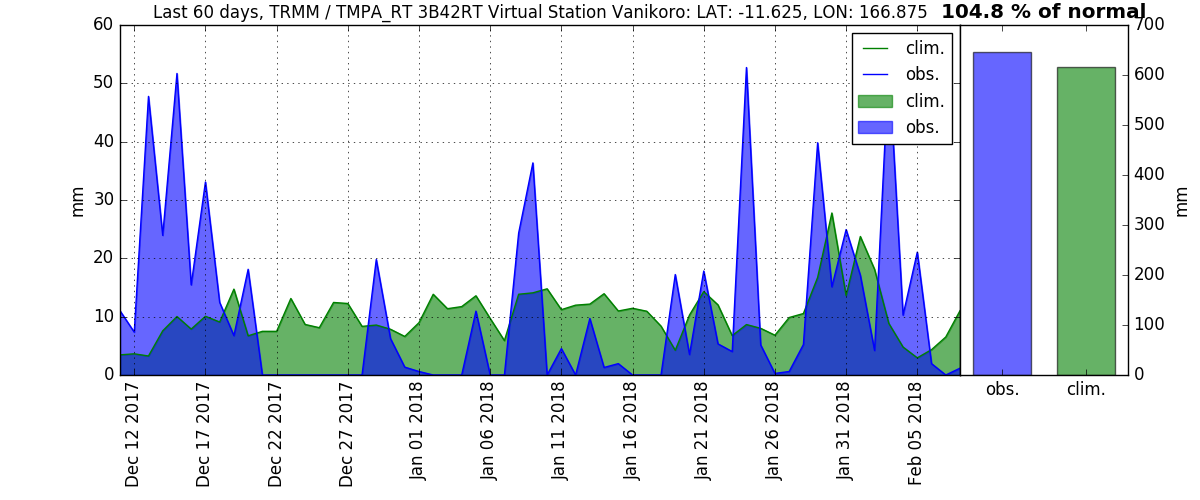 Last 60 days, TRMM / TMPA_RT 3B42RT Virtual Station Vanikoro: LAT: -11.625, LON: 166.875 104.8 % of normal
60
50
40
30
20
10
0
mm
clim.
obs.
clim.
obs.
700
600
500
400
300
200
100
0
mm
Dec 12 2017
Dec 17 2017
Dec 22 2017
Dec 27 2017
Jan 01 2018
Jan 06 2018
Jan 11 2018
Jan 16 2018
Jan 21 2018
Jan 26 2018
Jan 31 2018
Feb 05 2018
obs. clim.